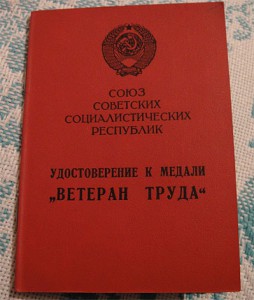 СОЮЗ
СОВЕТСКИХ
СОЦИАЛИСТИЧЕСКИХ
РЕСПУБЛИК
УДОСТОВЕРЕНИЕ К МЕДАЛИ
„ВЕТЕРАН ТРУДА“